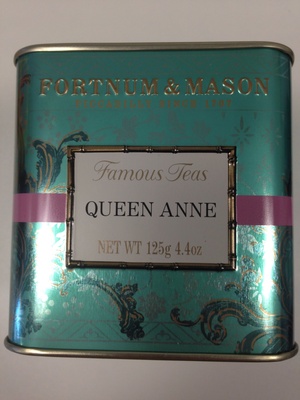 FORTNUM & MASON
Famous Teas
QUEEN ANNE
NET WT 125g 4.4oz